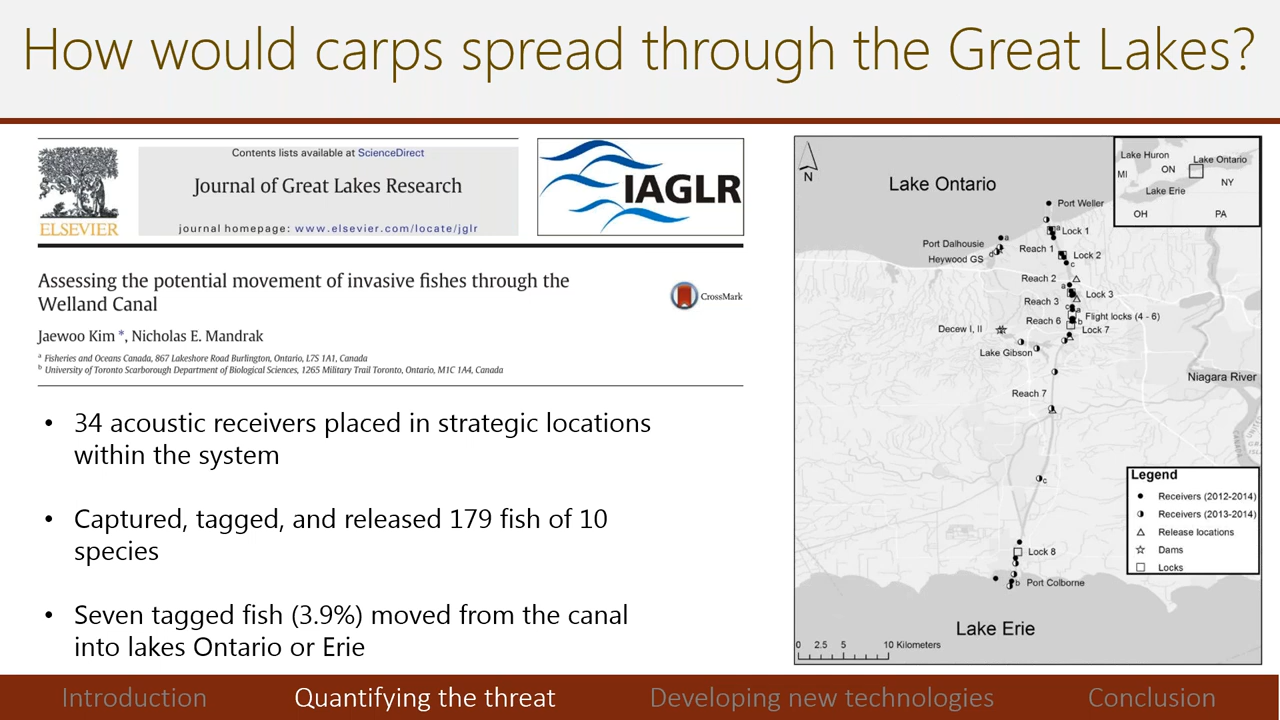 How would carps spread through the Great Lakes?
Contents lists available at ScienceDirect
Journal of Great Lakes Research
journal homepage: www.elsevier.com/locate/jglr
ELSEVIER
IAGLR
Assessing the potential movement of invasive fishes through the
Welland Canal
CrossMark
Jaewoo Kim *, Nicholas E. Mandrak
a Fisheries and Oceans Canada, 867 Lakeshore Road Burlington, Ontario, L7S 1A1, Canada
b University of Toronto Scarborough Department of Biological Sciences, 1265 Military Trail Toronto, Ontario, M1C 1A4, Canada
• 34 acoustic receivers placed in strategic locations
within the system
• Captured, tagged, and released 179 fish of 10
species
• Seven tagged fish (3.9%) moved from the canal
into lakes Ontario or Erie
N
Lake Ontario
Lake Huron
Lake Ontario
MI
ON
NY
Lake Erie
OH
PA
Port Weller
a
Lock 1
Port Dalhousie
a
Reach 1
Heywood GS
d
Lock 2
c
Reach 2
a
Lock 3
Reach 3
c
a
Flight locks (4 - 6)
Reach 6
b
Lock 7
Decew I, II
Lake Gibson
Niagara River
Reach 7
c
Lock 8
b
Port Colborne
Lake Erie
0 2.5 5 10 Kilometers
Legend
Receivers (2012-2014)
Receivers (2013-2014)
Release locations
Dams
Locks
Introduction
Quantifying the threat
Developing new technologies
Conclusion